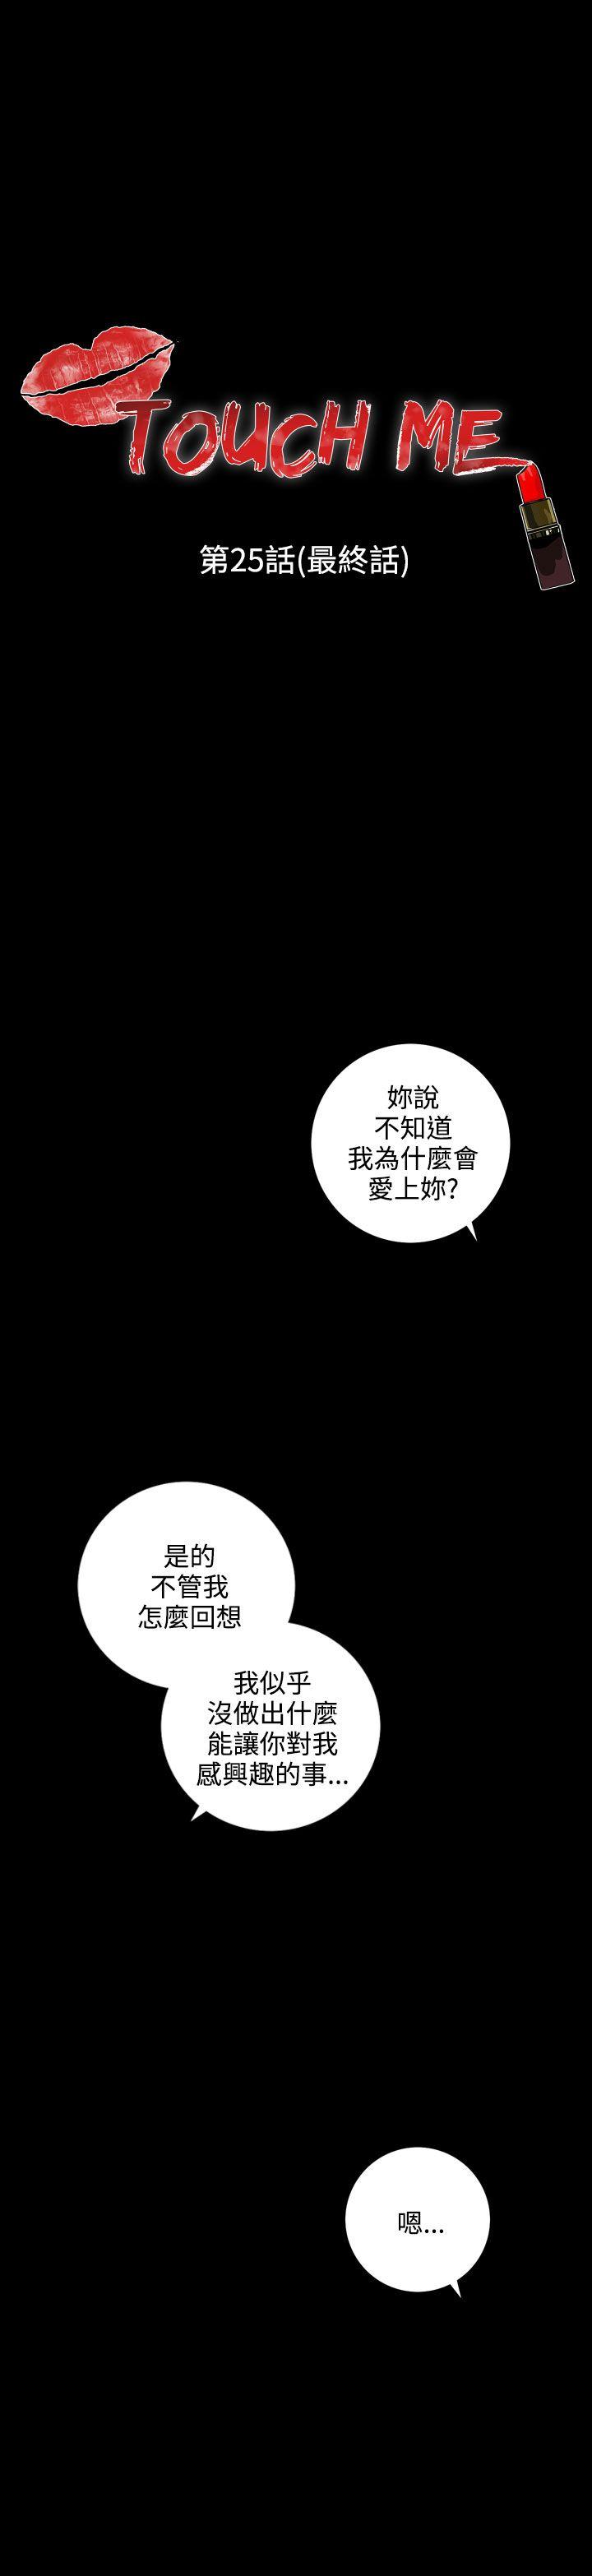 TOUCH ME
第25話(最終話)
妳說
不知道
我為什麼會
愛上妳?
是的
不管我
怎麼回想
我似乎
沒做出什麼
能讓你對我
感興趣的事...
嗯...